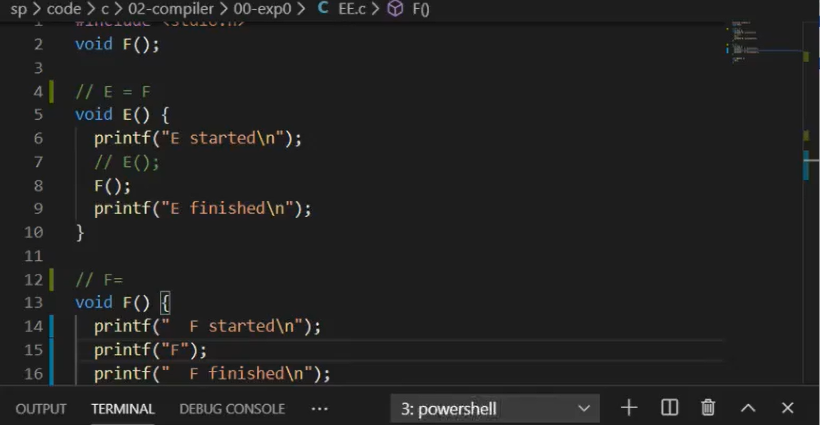 sp > code > c > 02-compiler > 00-exp0 > C EE.c > F()
1 #include <stdio.h>
2 void F();
3
4 // E = F
5 void E() {
6 printf("E started\n");
7 // E();
8 F();
9 printf("E finished\n");
10 }
11
12 // F=
13 void F() {
14 printf("  F started\n");
15 printf("F");
16 printf("  F finished\n");
OUTPUT TERMINAL DEBUG CONSOLE ··· 3: powershell